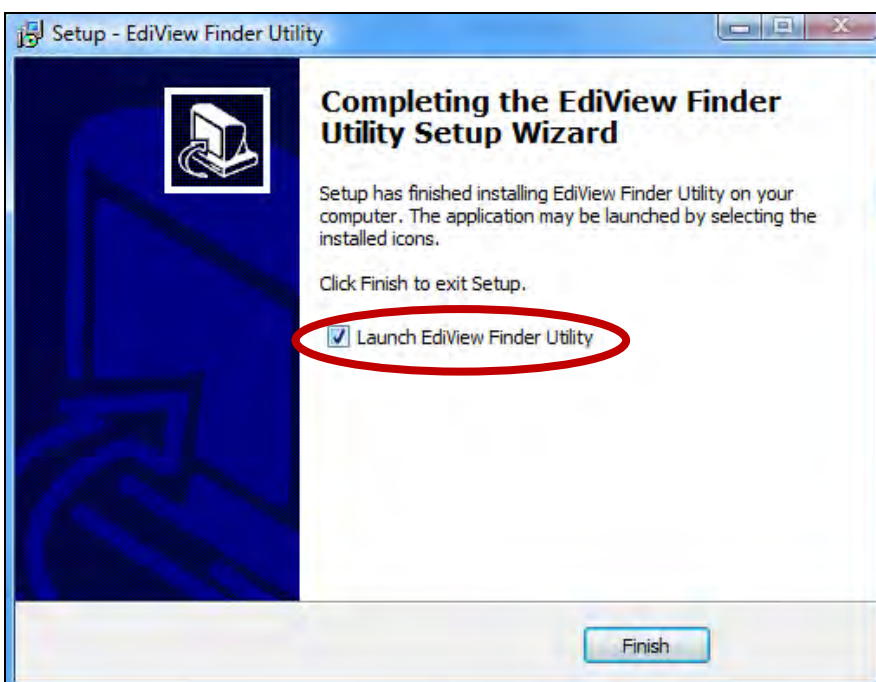 Setup - EdiView Finder Utility
Completing the EdiView Finder
Utility Setup Wizard
Setup has finished installing EdiView Finder Utility on your
computer. The application may be launched by selecting the
installed icons.
Click Finish to exit Setup.
Launch EdiView Finder Utility
Finish